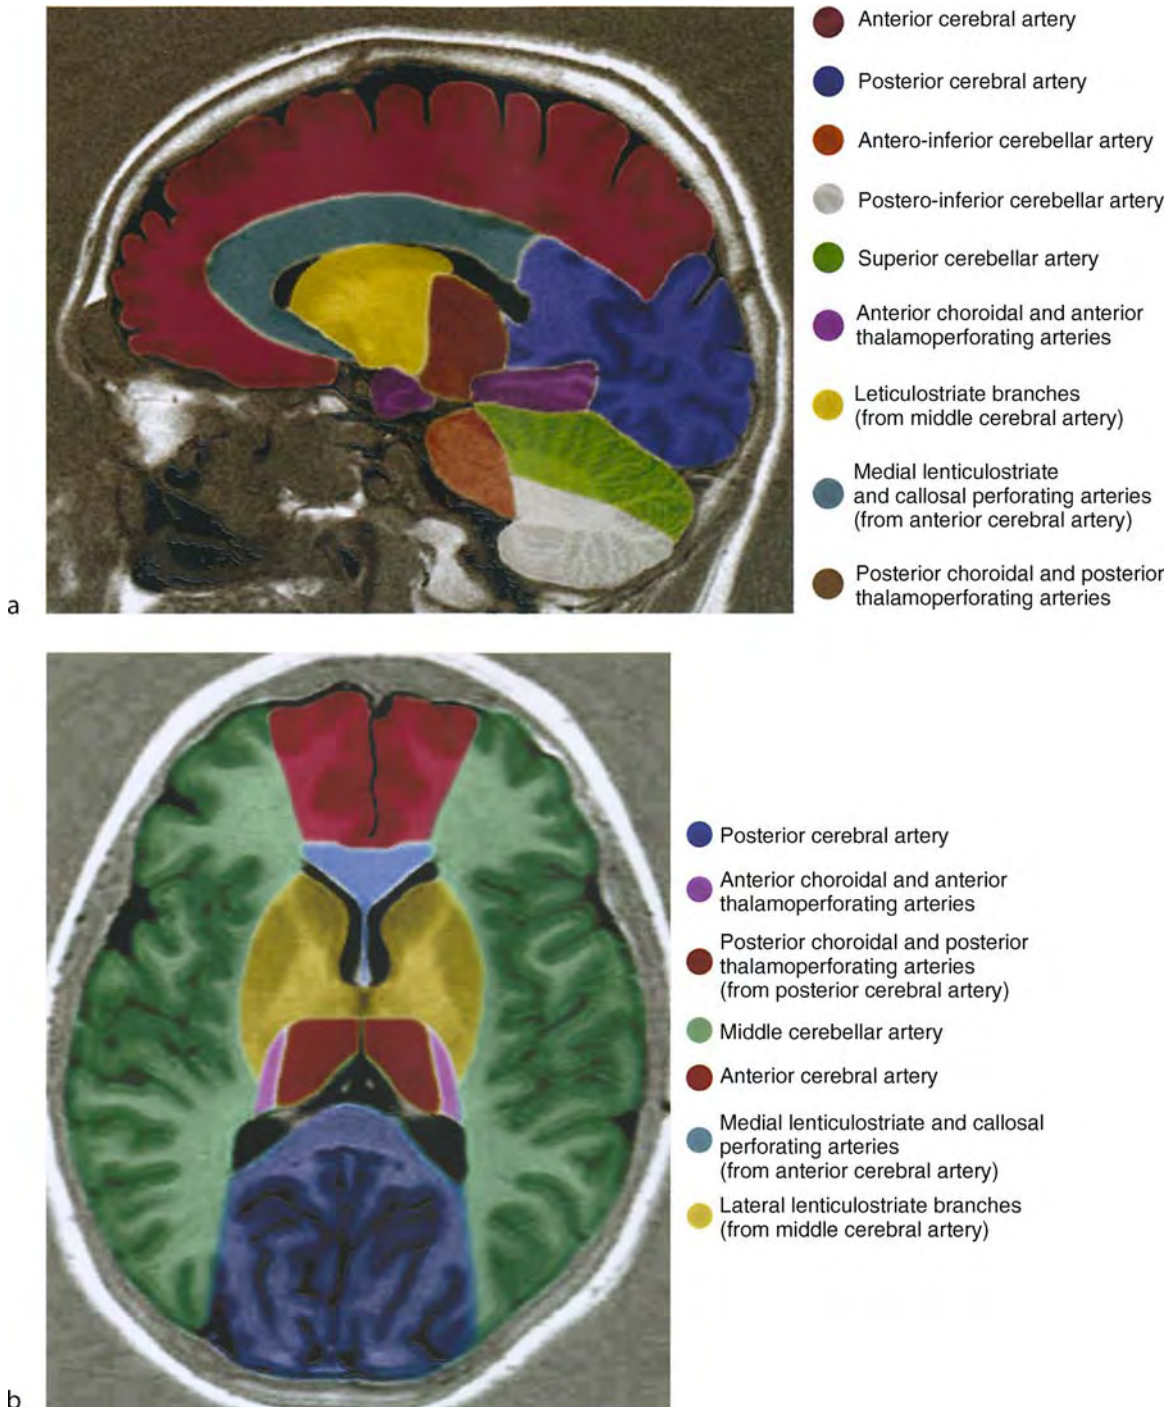 Anterior cerebral artery
Posterior cerebral artery
Antero-inferior cerebellar artery
Postero-inferior cerebellar artery
Superior cerebellar artery
Anterior choroidal and anterior
thalamoperforating arteries
Leticulostriate branches
(from middle cerebral artery)
Medial lenticulostriate
and callosal perforating arteries
(from anterior cerebral artery)
Posterior choroidal and posterior
thalamoperforating arteries
a
Posterior cerebral artery
Anterior choroidal and anterior
thalamoperforating arteries
Posterior choroidal and posterior
thalamoperforating arteries
(from posterior cerebral artery)
Middle cerebellar artery
Anterior cerebral artery
Medial lenticulostriate and callosal
perforating arteries
(from anterior cerebral artery)
Lateral lenticulostriate branches
(from middle cerebral artery)
b